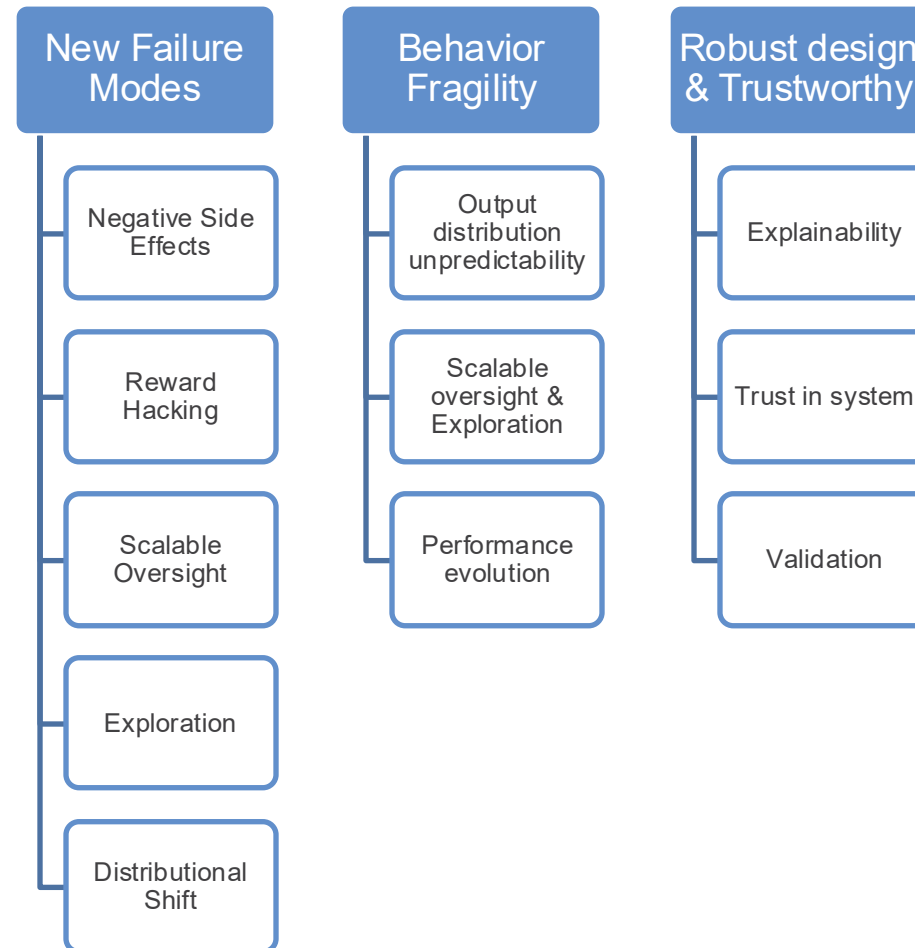 New Failure
Modes
Negative Side
Effects
Reward
Hacking
Scalable
Oversight
Exploration
Distributional
Shift
Behavior
Fragility
Output
distribution
unpredictability
Scalable
oversight &
Exploration
Performance
evolution
Robust design
& Trustworthy
Explainability
Trust in system
Validation